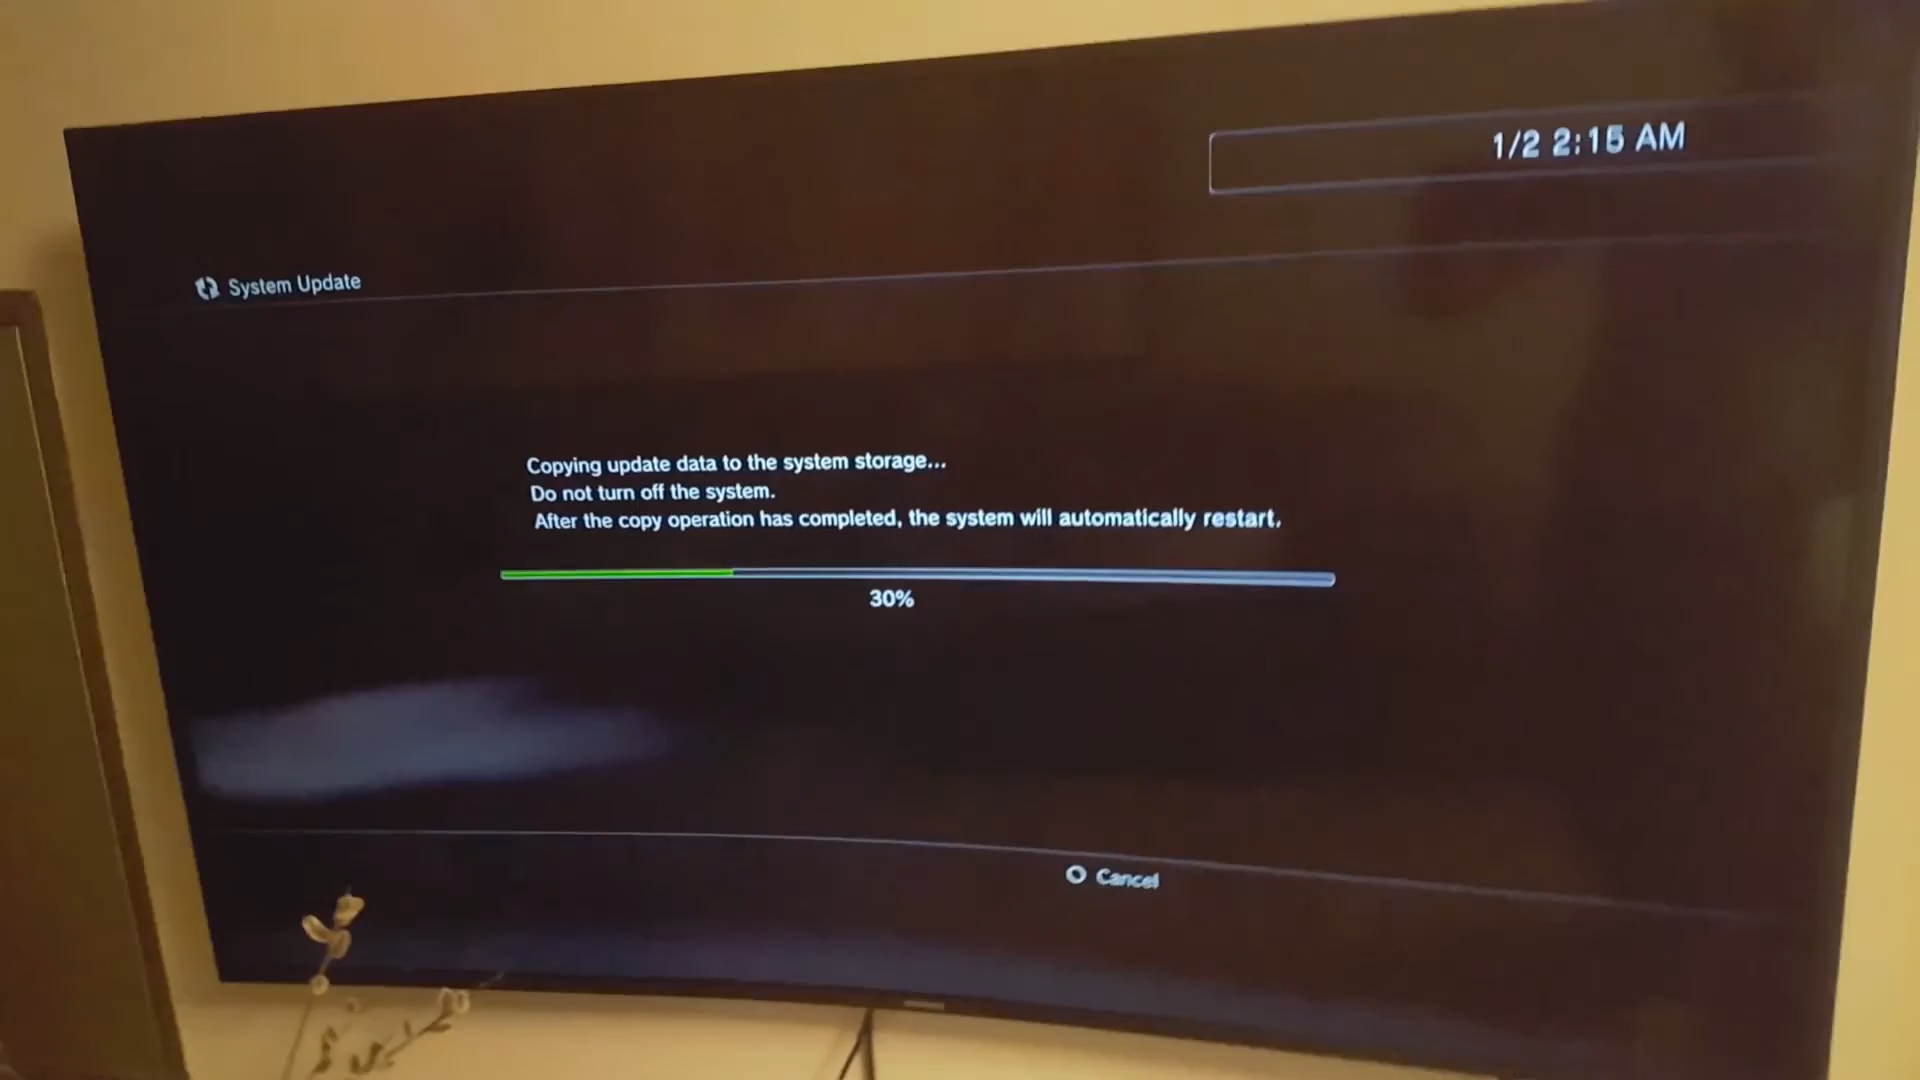 1/2 2:15 AM
System Update
Copying update data to the system storage...
Do not turn off the system.
After the copy operation has completed, the system will automatically restart.
30%
Cancel